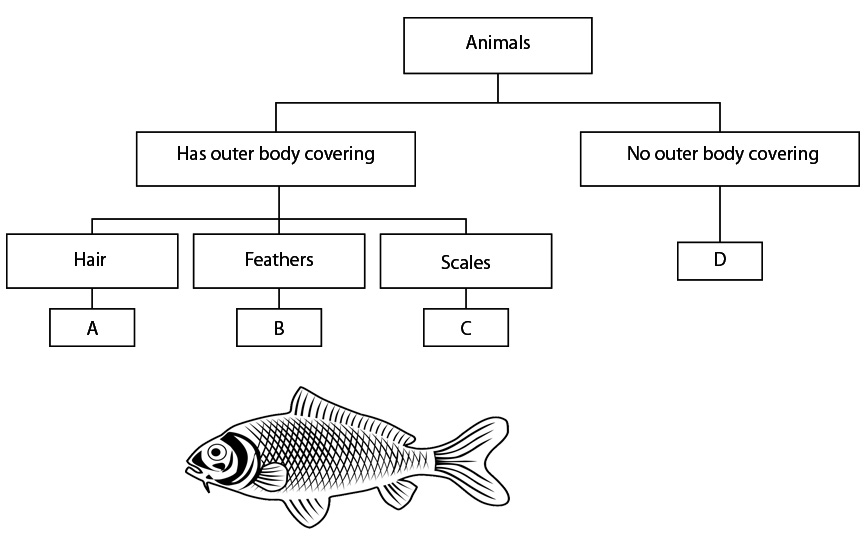 Animals
Has outer body covering
No outer body covering
Hair
Feathers
Scales
D
A
B
C